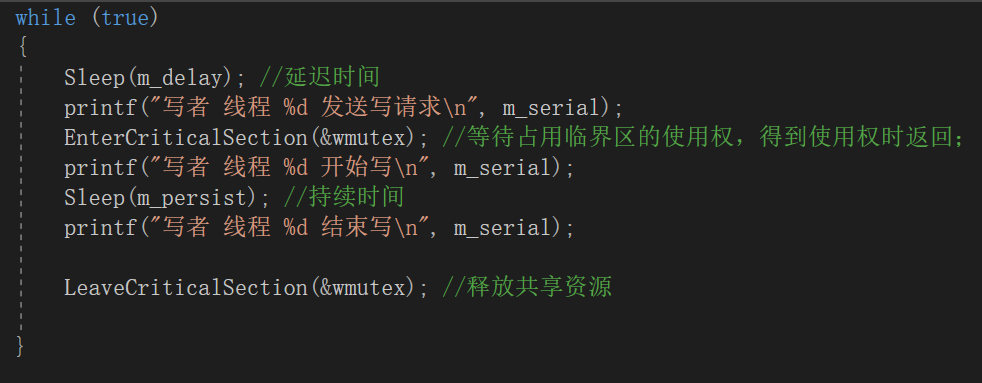 while (true)
{
Sleep(m_delay); //延迟时间
printf("写者 线程 %d 发送写请求\n", m_serial);
EnterCriticalSection(&wmutex); //等待占用临界区的使用权，得到使用权时返回；
printf("写者 线程 %d 开始写\n", m_serial);
Sleep(m_persist); //持续时间
printf("写者 线程 %d 结束写\n", m_serial);
LeaveCriticalSection(&wmutex); //释放共享资源
}